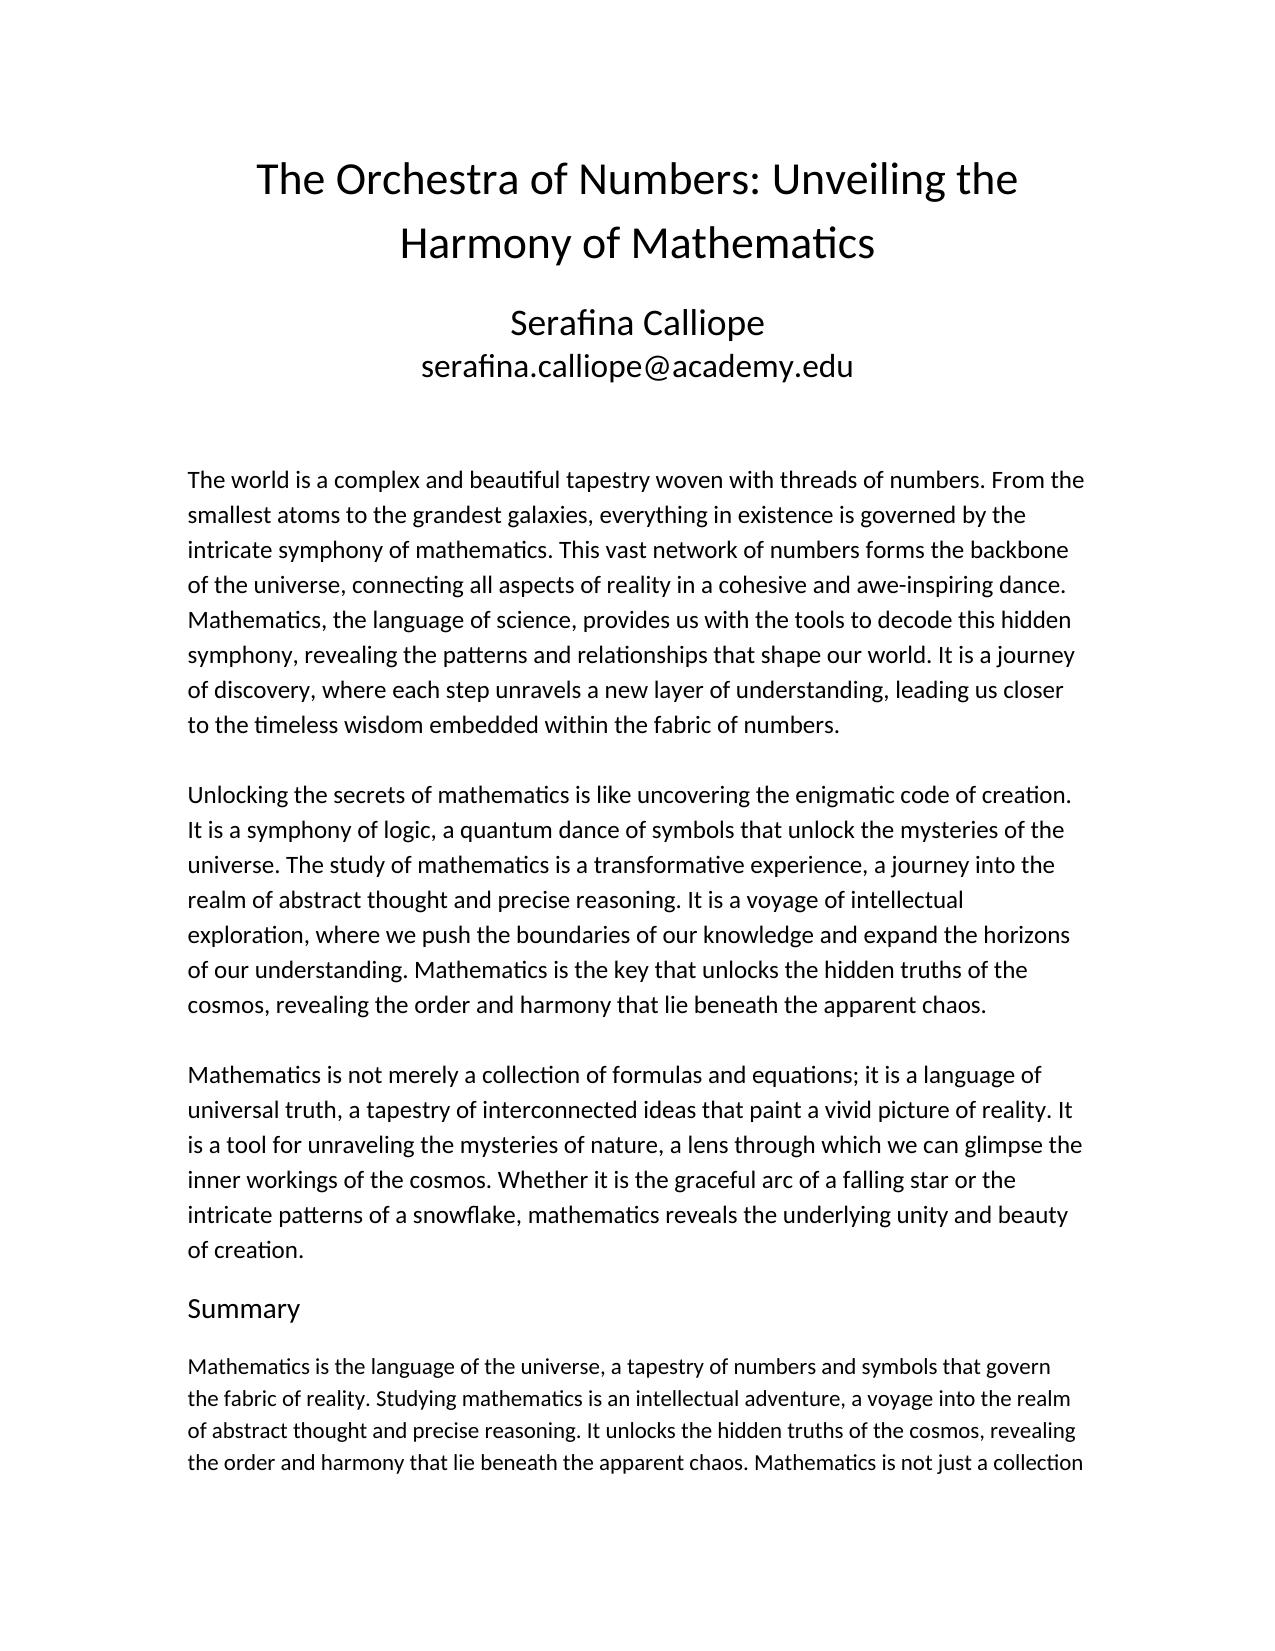 The Orchestra of Numbers: Unveiling the
Harmony of Mathematics
Serafina Calliope
serafina.calliope@academy.edu
The world is a complex and beautiful tapestry woven with threads of numbers. From the
smallest atoms to the grandest galaxies, everything in existence is governed by the
intricate symphony of mathematics. This vast network of numbers forms the backbone
of the universe, connecting all aspects of reality in a cohesive and awe-inspiring dance.
Mathematics, the language of science, provides us with the tools to decode this hidden
symphony, revealing the patterns and relationships that shape our world. It is a journey
of discovery, where each step unravels a new layer of understanding, leading us closer
to the timeless wisdom embedded within the fabric of numbers.
Unlocking the secrets of mathematics is like uncovering the enigmatic code of creation.
It is a symphony of logic, a quantum dance of symbols that unlock the mysteries of the
universe. The study of mathematics is a transformative experience, a journey into the
realm of abstract thought and precise reasoning. It is a voyage of intellectual
exploration, where we push the boundaries of our knowledge and expand the horizons
of our understanding. Mathematics is the key that unlocks the hidden truths of the
cosmos, revealing the order and harmony that lie beneath the apparent chaos.
Mathematics is not merely a collection of formulas and equations; it is a language of
universal truth, a tapestry of interconnected ideas that paint a vivid picture of reality. It
is a tool for unraveling the mysteries of nature, a lens through which we can glimpse the
inner workings of the cosmos. Whether it is the graceful arc of a falling star or the
intricate patterns of a snowflake, mathematics reveals the underlying unity and beauty
of creation.
Summary
Mathematics is the language of the universe, a tapestry of numbers and symbols that govern
the fabric of reality. Studying mathematics is an intellectual adventure, a voyage into the realm
of abstract thought and precise reasoning. It unlocks the hidden truths of the cosmos, revealing
the order and harmony that lie beneath the apparent chaos. Mathematics is not just a collection